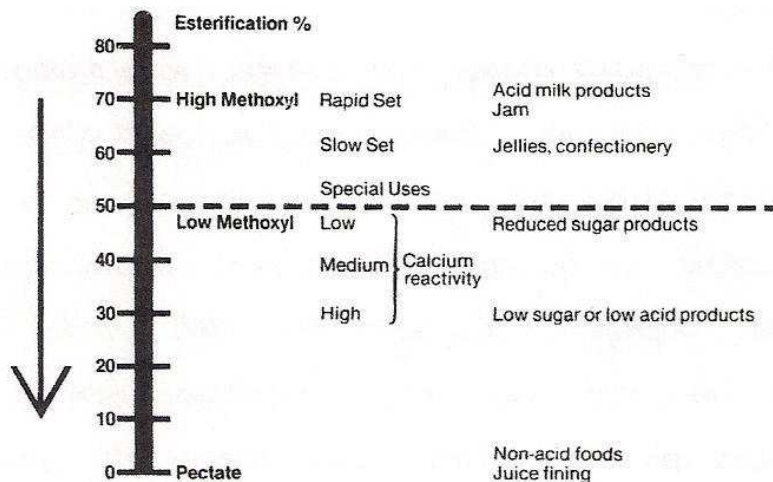 Esterification %
80
70 High Methoxyl Rapid Set Acid milk products
Jam
60 Slow Set Jellies, confectionery
Special Uses
50
Low Methoxyl Low Reduced sugar products
40 Medium Calcium
reactivity
30 High Low sugar or low acid products
20
10
Non-acid foods
0 Pectate Juice fining